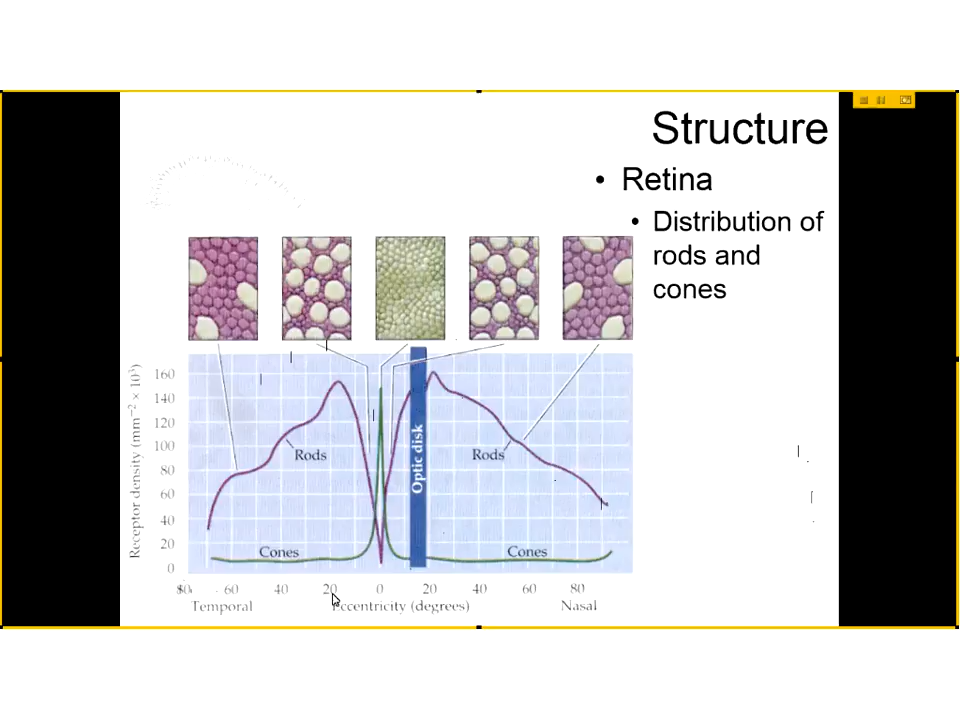 Structure
• Retina
• Distribution of
rods and
cones
Receptor density (mm⁻² × 10³)
160
140
120
100
80
60
40
20
0
Rods
Rods
Optic disk
Cones
Cones
80 60 40 20 0 20 40 60 80
Temporal Eccentricity (degrees) Nasal